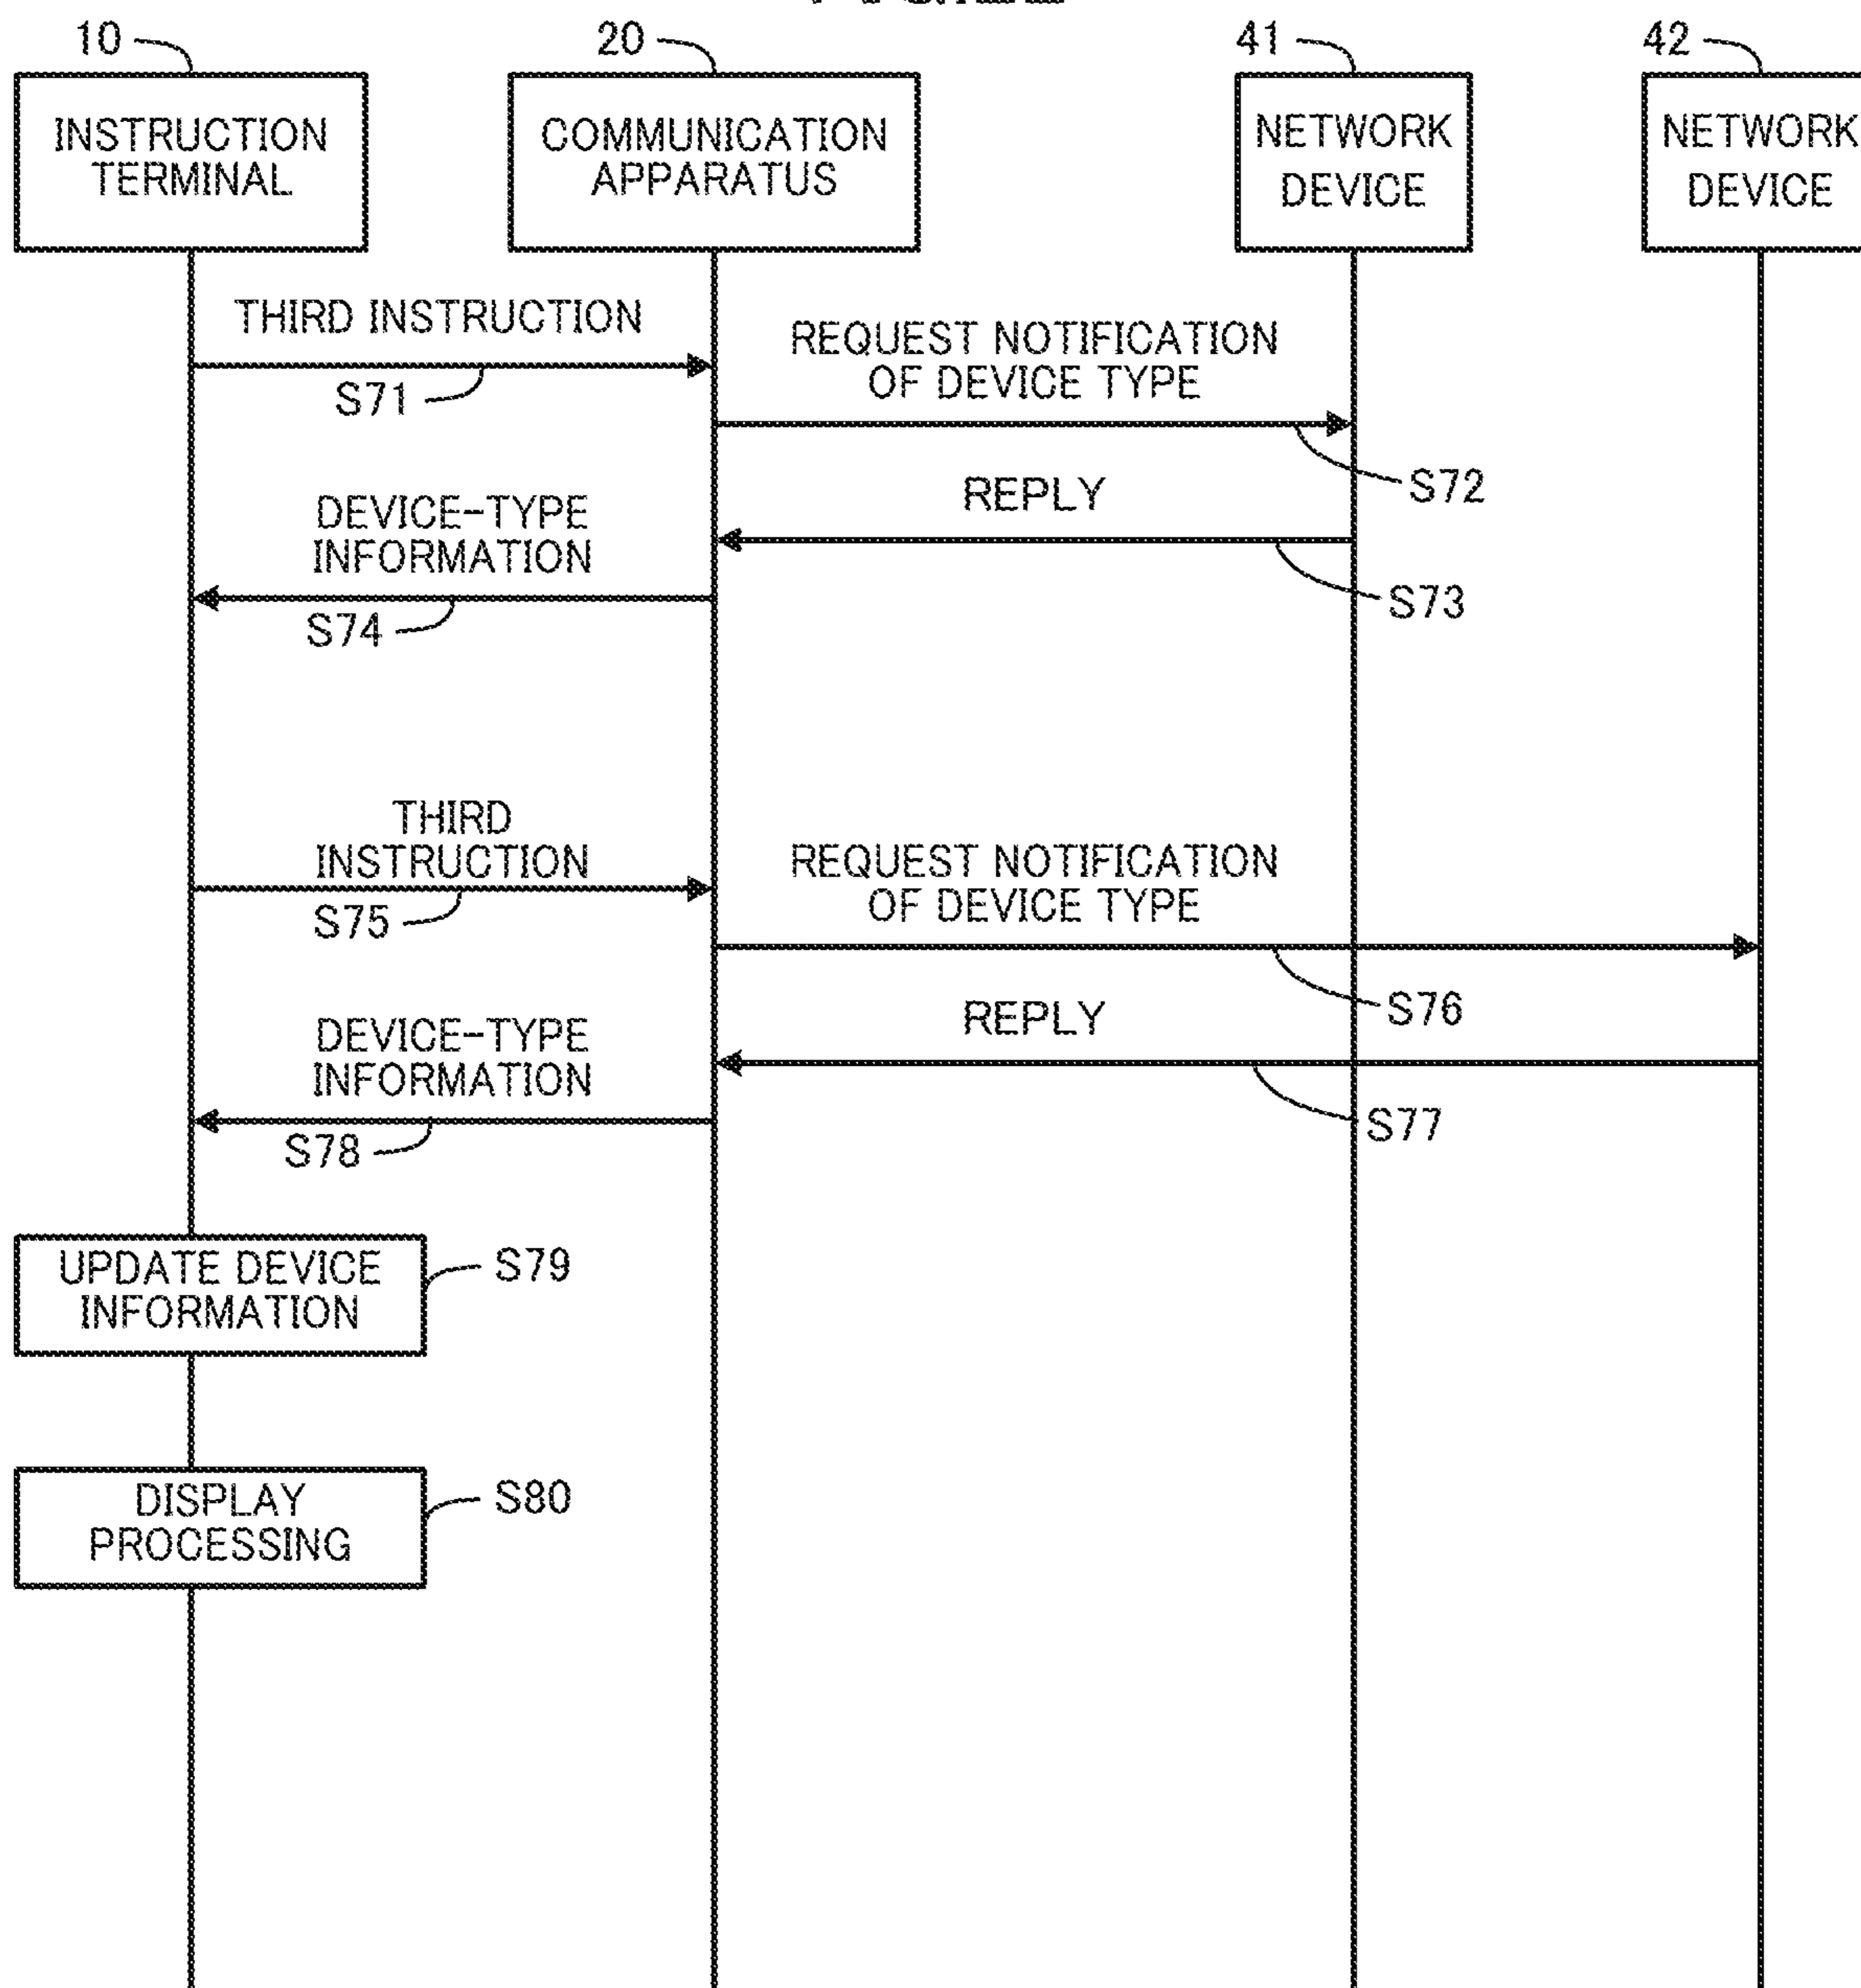 10
20
41
42
INSTRUCTION
TERMINAL
COMMUNICATION
APPARATUS
NETWORK
DEVICE
NETWORK
DEVICE
THIRD INSTRUCTION
S71
REQUEST NOTIFICATION
OF DEVICE TYPE
S72
REPLY
S73
DEVICE-TYPE
INFORMATION
S74
THIRD
INSTRUCTION
S75
REQUEST NOTIFICATION
OF DEVICE TYPE
S76
REPLY
S77
DEVICE-TYPE
INFORMATION
S78
UPDATE DEVICE
INFORMATION
S79
DISPLAY
PROCESSING
S80